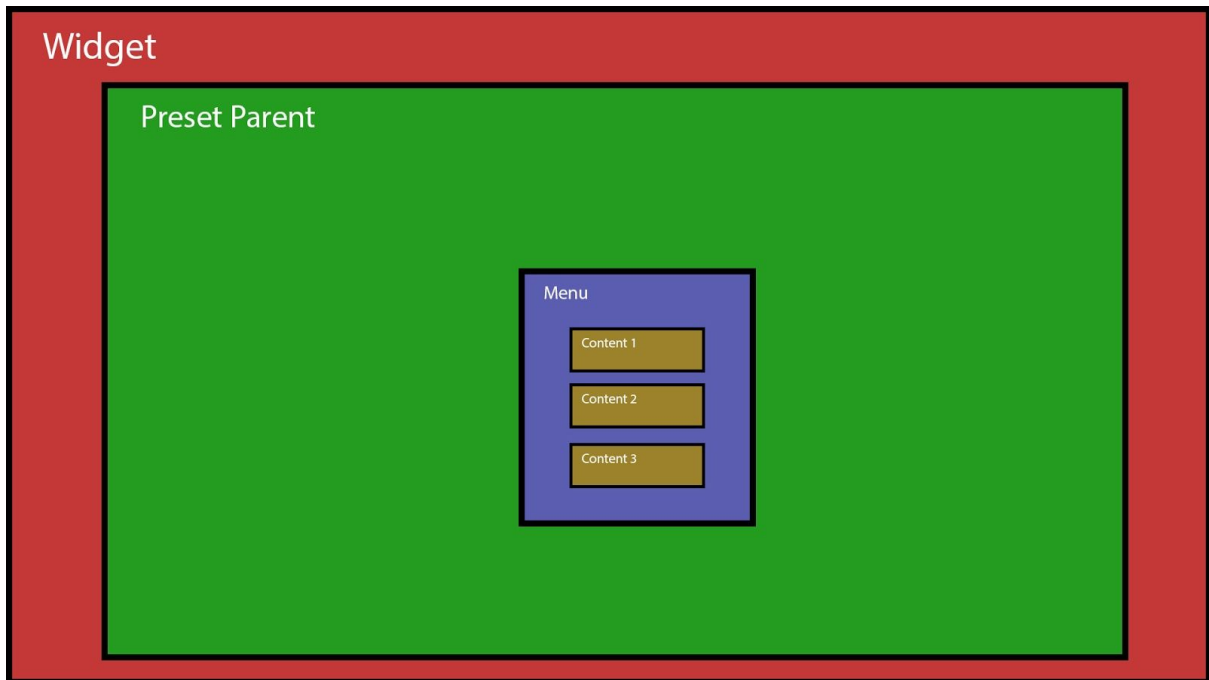 Widget
Preset Parent
Menu
Content 1
Content 2
Content 3